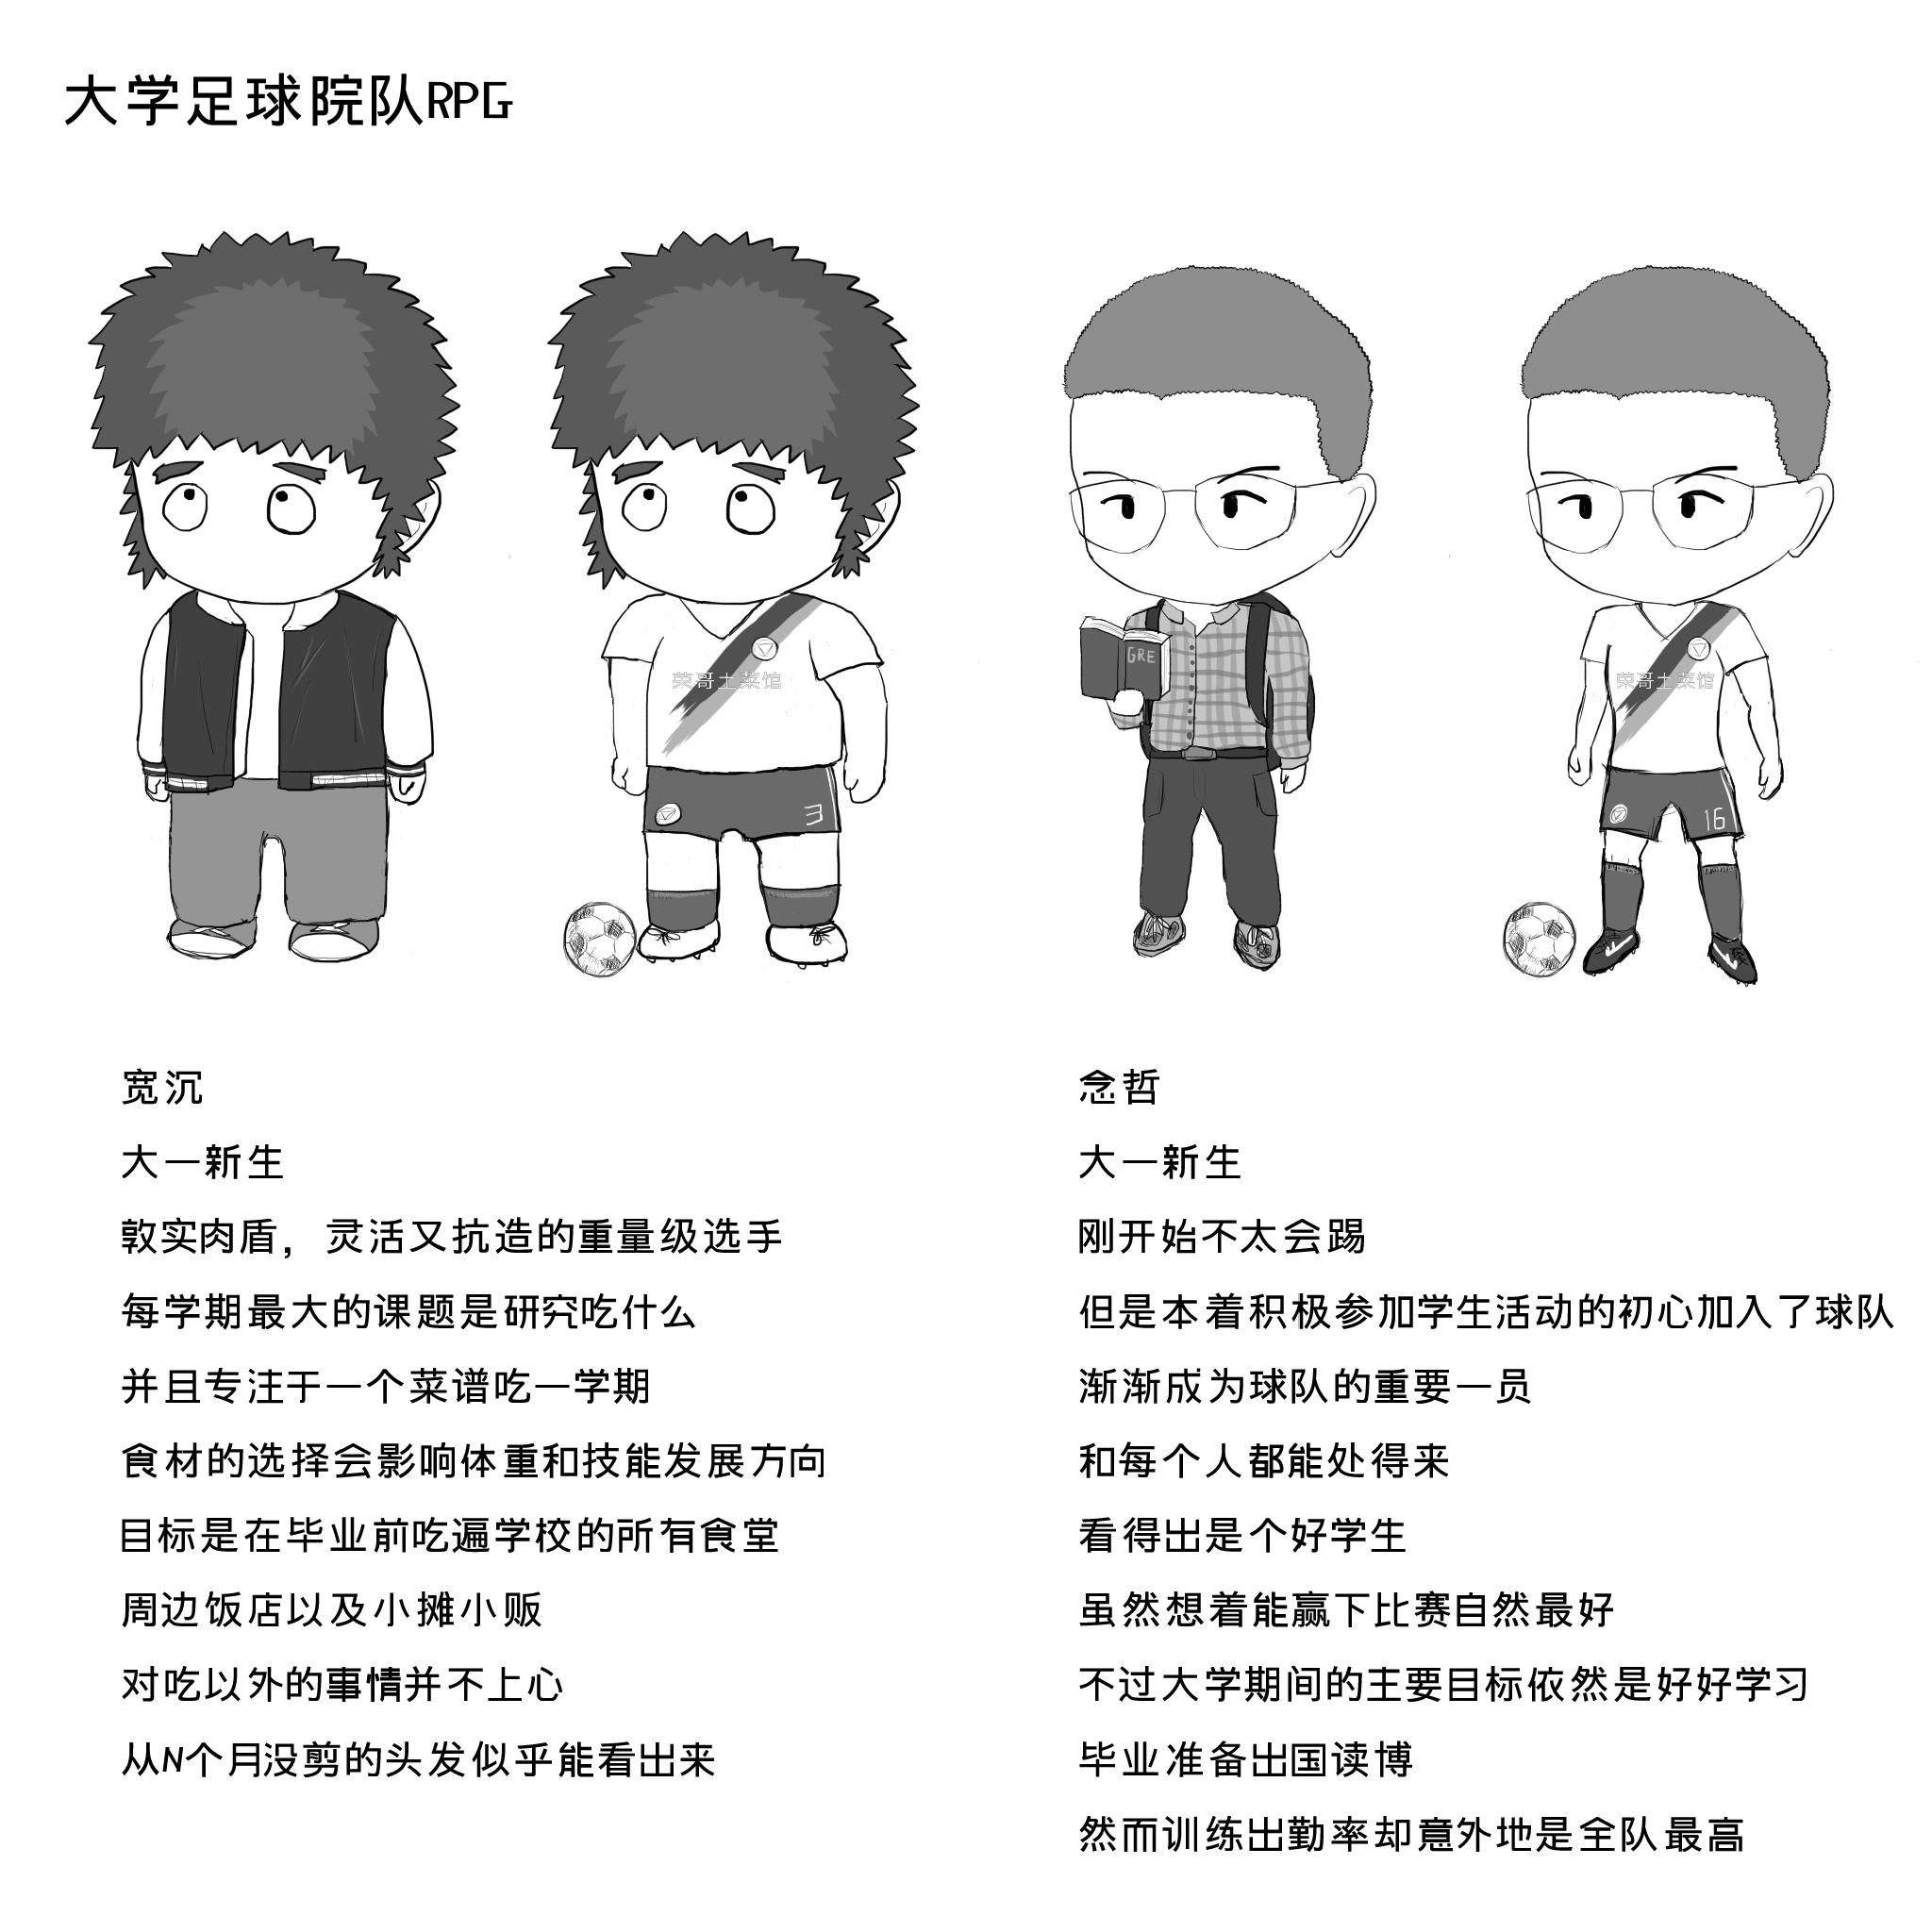 大学足球院队RPG
荣哥土菜馆
3
GRE
荣哥土菜馆
16
宽沉
大一新生
敦实肉盾，灵活又抗造的重量级选手
每学期最大的课题是研究吃什么
并且专注于一个菜谱吃一学期
食材的选择会影响体重和技能发展方向
目标是在毕业前吃遍学校的所有食堂
周边饭店以及小摊小贩
对吃以外的事情并不上心
从N个月没剪的头发似乎能看出来
念哲
大一新生
刚开始不太会踢
但是本着积极参加学生活动的初心加入了球队
渐渐成为球队的重要一员
和每个人都能处得来
看得出是个好学生
虽然想着能赢下比赛自然最好
不过大学期间的主要目标依然是好好学习
毕业准备出国读博
然而训练出勤率却意外地是全队最高